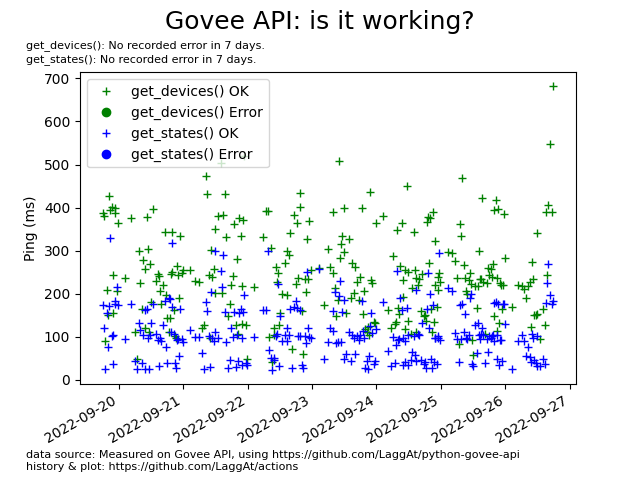 Govee API: is it working?
get_devices(): No recorded error in 7 days.
get_states(): No recorded error in 7 days.
700
600
500
400
300
200
100
0
Ping (ms)
get_devices() OK
get_devices() Error
get_states() OK
get_states() Error
2022-09-20
2022-09-21
2022-09-22
2022-09-23
2022-09-24
2022-09-25
2022-09-26
2022-09-27
data source: Measured on Govee API, using https://github.com/LaggAt/python-govee-api
history & plot: https://github.com/LaggAt/actions